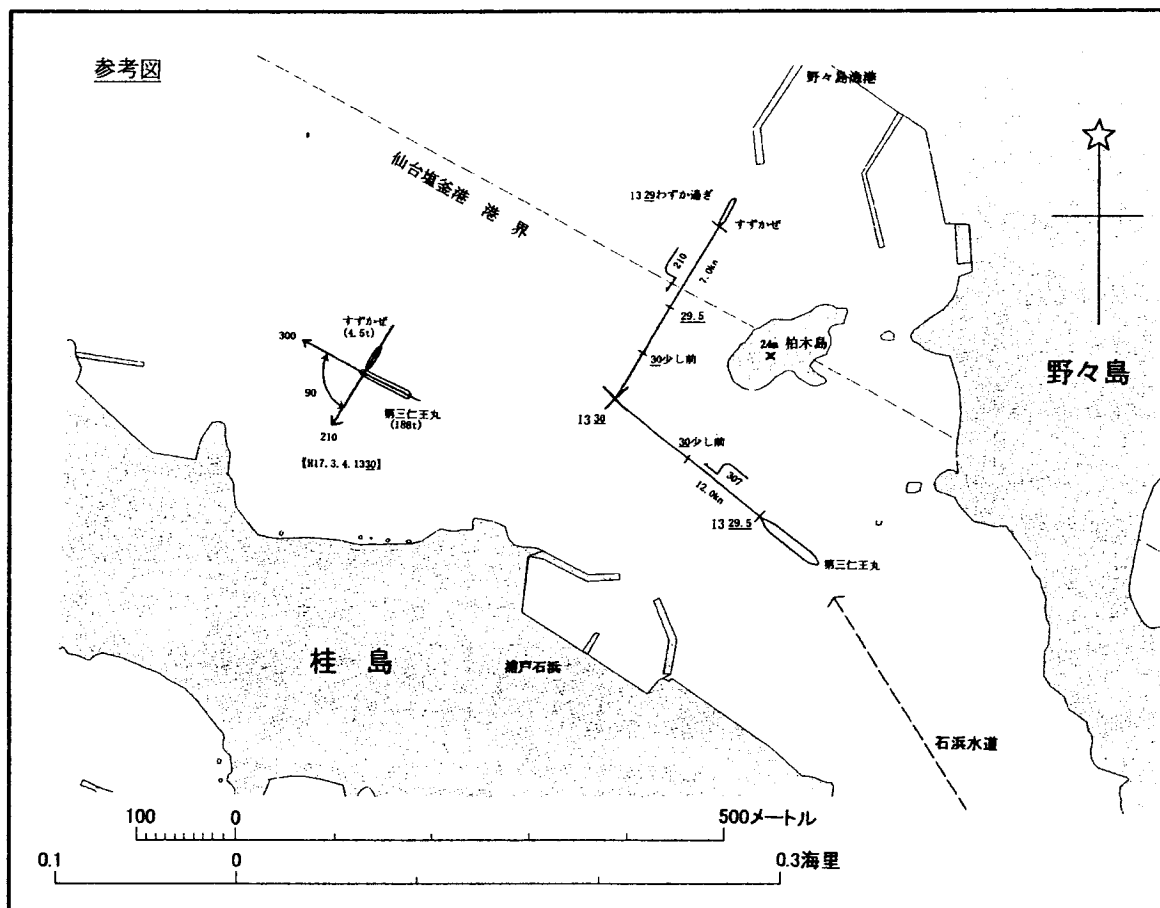 参考図
野々島漁港
仙台塩釜港 港界
13 29わずか過ぎ
すずかぜ
210
7.0kn
29.5
30少し前
24m 柏木島
野々島
すずかぜ
(4.5t)
300
90
210
第三仁王丸
(188t)
【H17.3.4.1330】
13 30
30少し前
307
12.0kn
13 29.5
第三仁王丸
桂島
浦戸石浜
石浜水道
100 0 500メートル
0.1 0 0.3海里